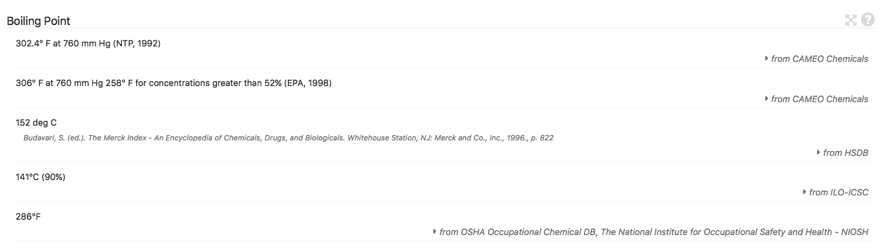 Boiling Point
302.4° F at 760 mm Hg (NTP, 1992)
from CAMEO Chemicals
306° F at 760 mm Hg 258° F for concentrations greater than 52% (EPA, 1998)
from CAMEO Chemicals
152 deg C
Budavari, S. (ed.). The Merck Index - An Encyclopedia of Chemicals, Drugs, and Biologicals. Whitehouse Station, NJ: Merck and Co., Inc., 1996., p. 822
from HSDB
141°C (90%)
from ILO-ICSC
286°F
from OSHA Occupational Chemical DB, The National Institute for Occupational Safety and Health - NIOSH